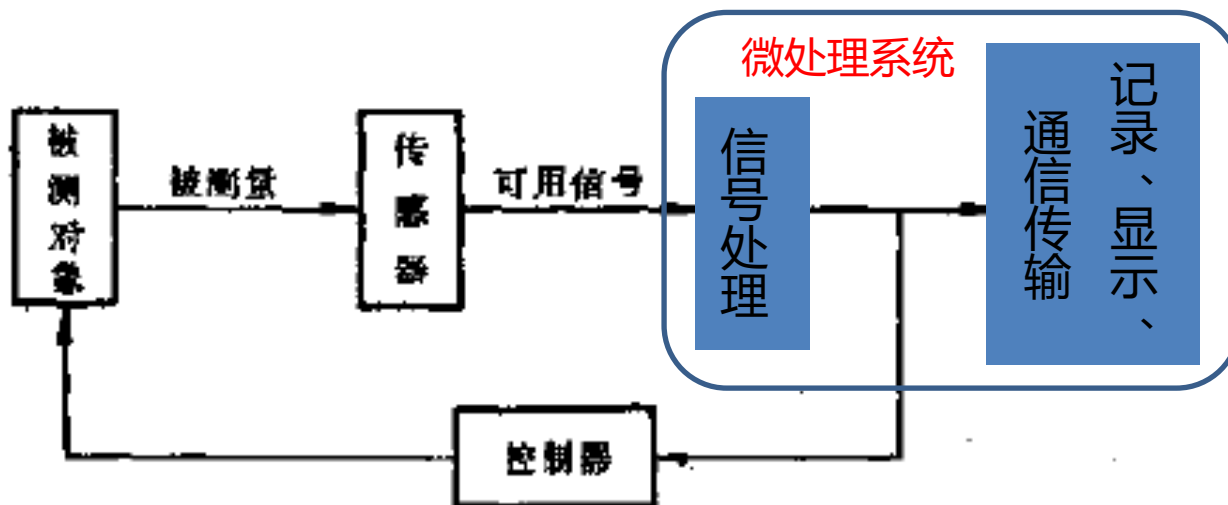 微处理系统
被测对象
被测量
传感器
可用信号
信号处理
记录、显示、
通信传输
控制器